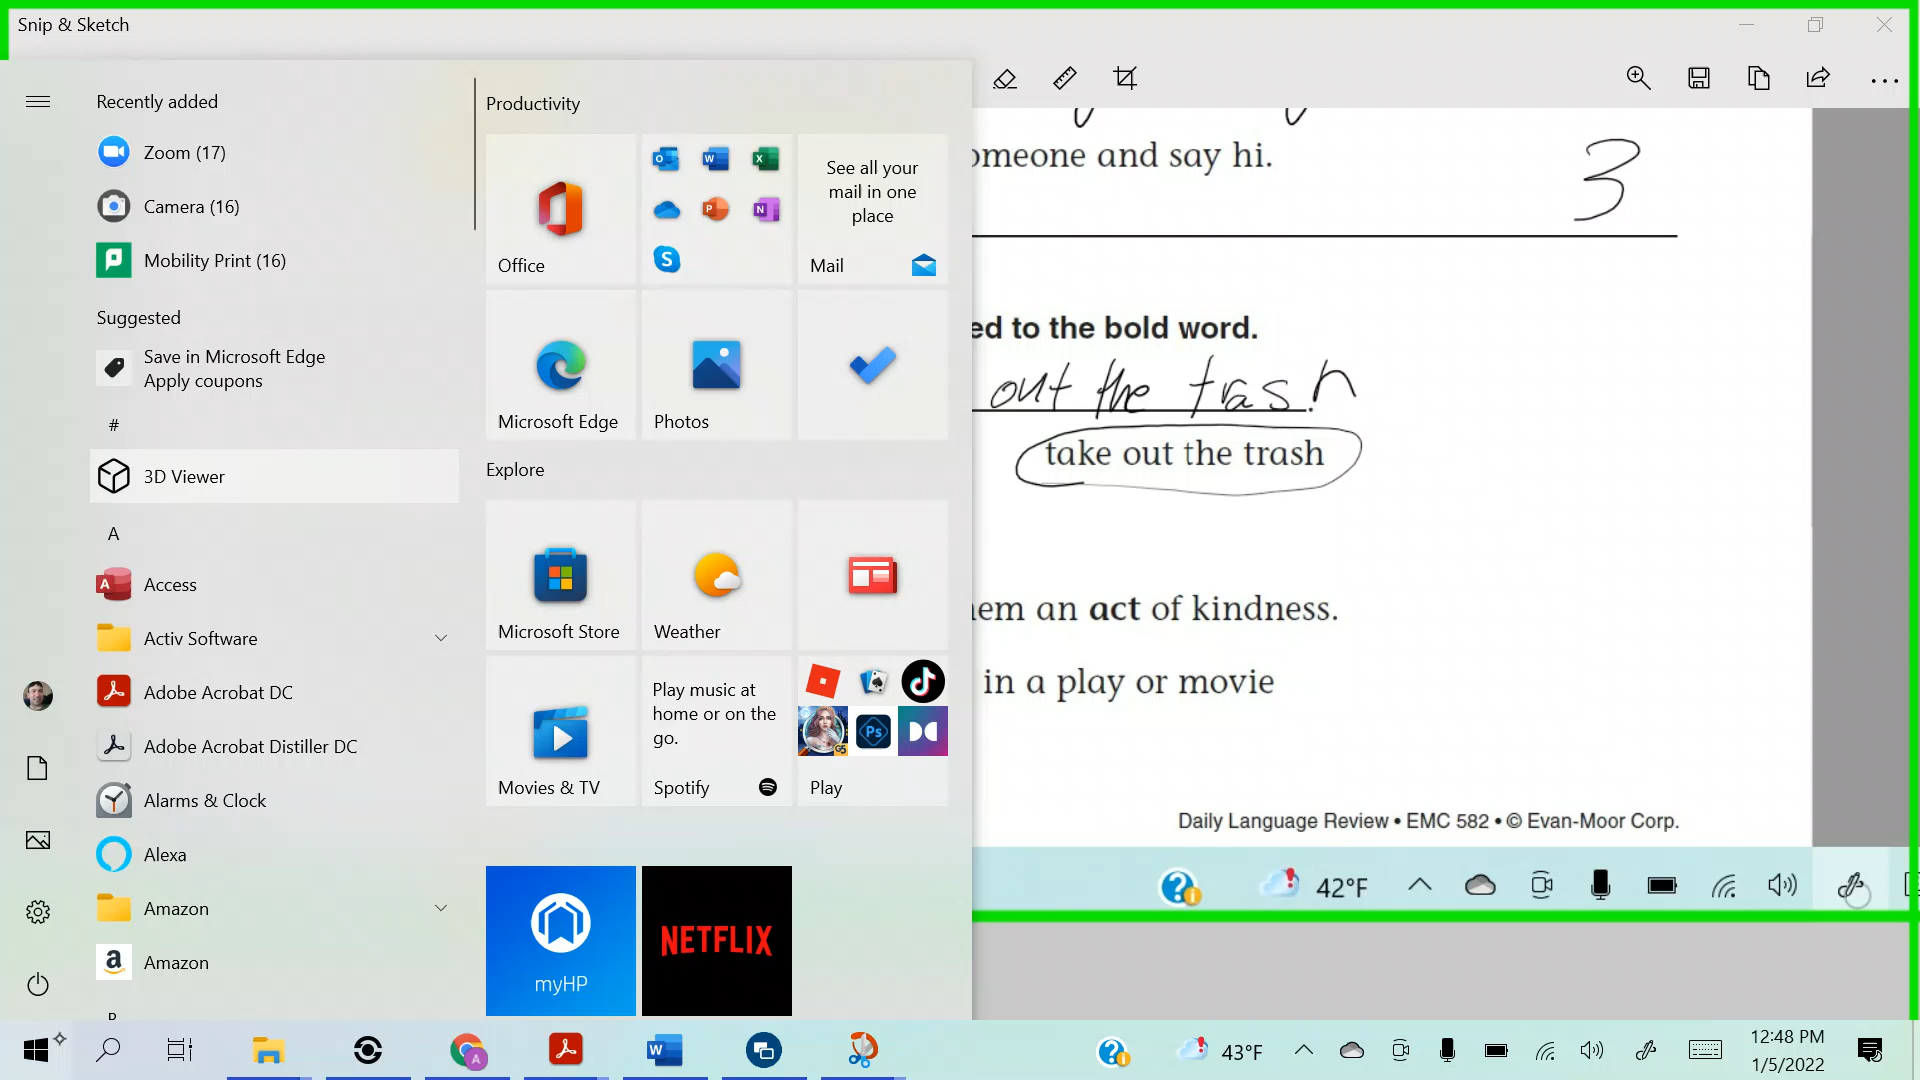 Snip & Sketch
Recently added
Zoom (17)
Camera (16)
Mobility Print (16)
Suggested
Save in Microsoft Edge
Apply coupons
#
3D Viewer
A
Access
Activ Software
Adobe Acrobat DC
Adobe Acrobat Distiller DC
Alarms & Clock
Alexa
Amazon
Amazon
Productivity
Office
See all your
mail in one
place
Mail
Microsoft Edge
Photos
Explore
Microsoft Store
Weather
Movies & TV
Play music at
home or on the
go.
Spotify
Play
myHP
NETFLIX
omeone and say hi.
3
ed to the bold word.
out the trash
take out the trash
hem an act of kindness.
in a play or movie
Daily Language Review • EMC 582 • © Evan-Moor Corp.
42°F
43°F
12:48 PM
1/5/2022